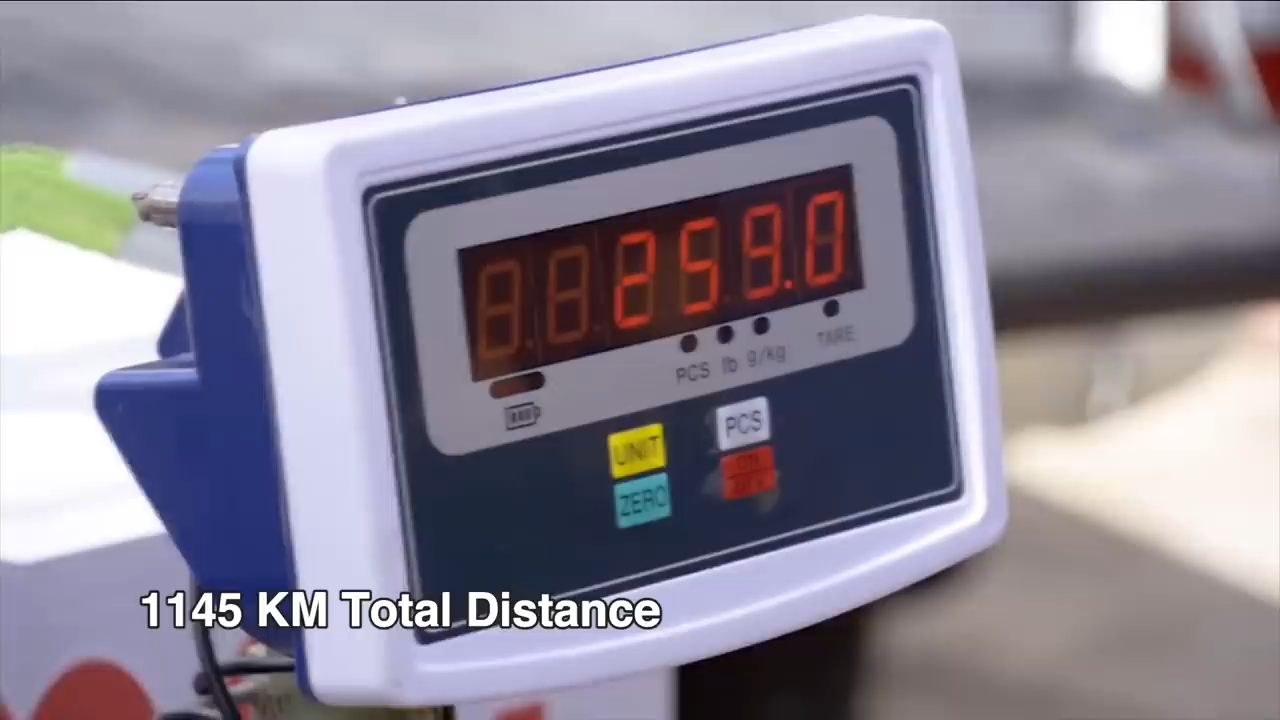 259.0
PCS lb g/kg TARE
UNIT PCS
ZERO
1145 KM Total Distance